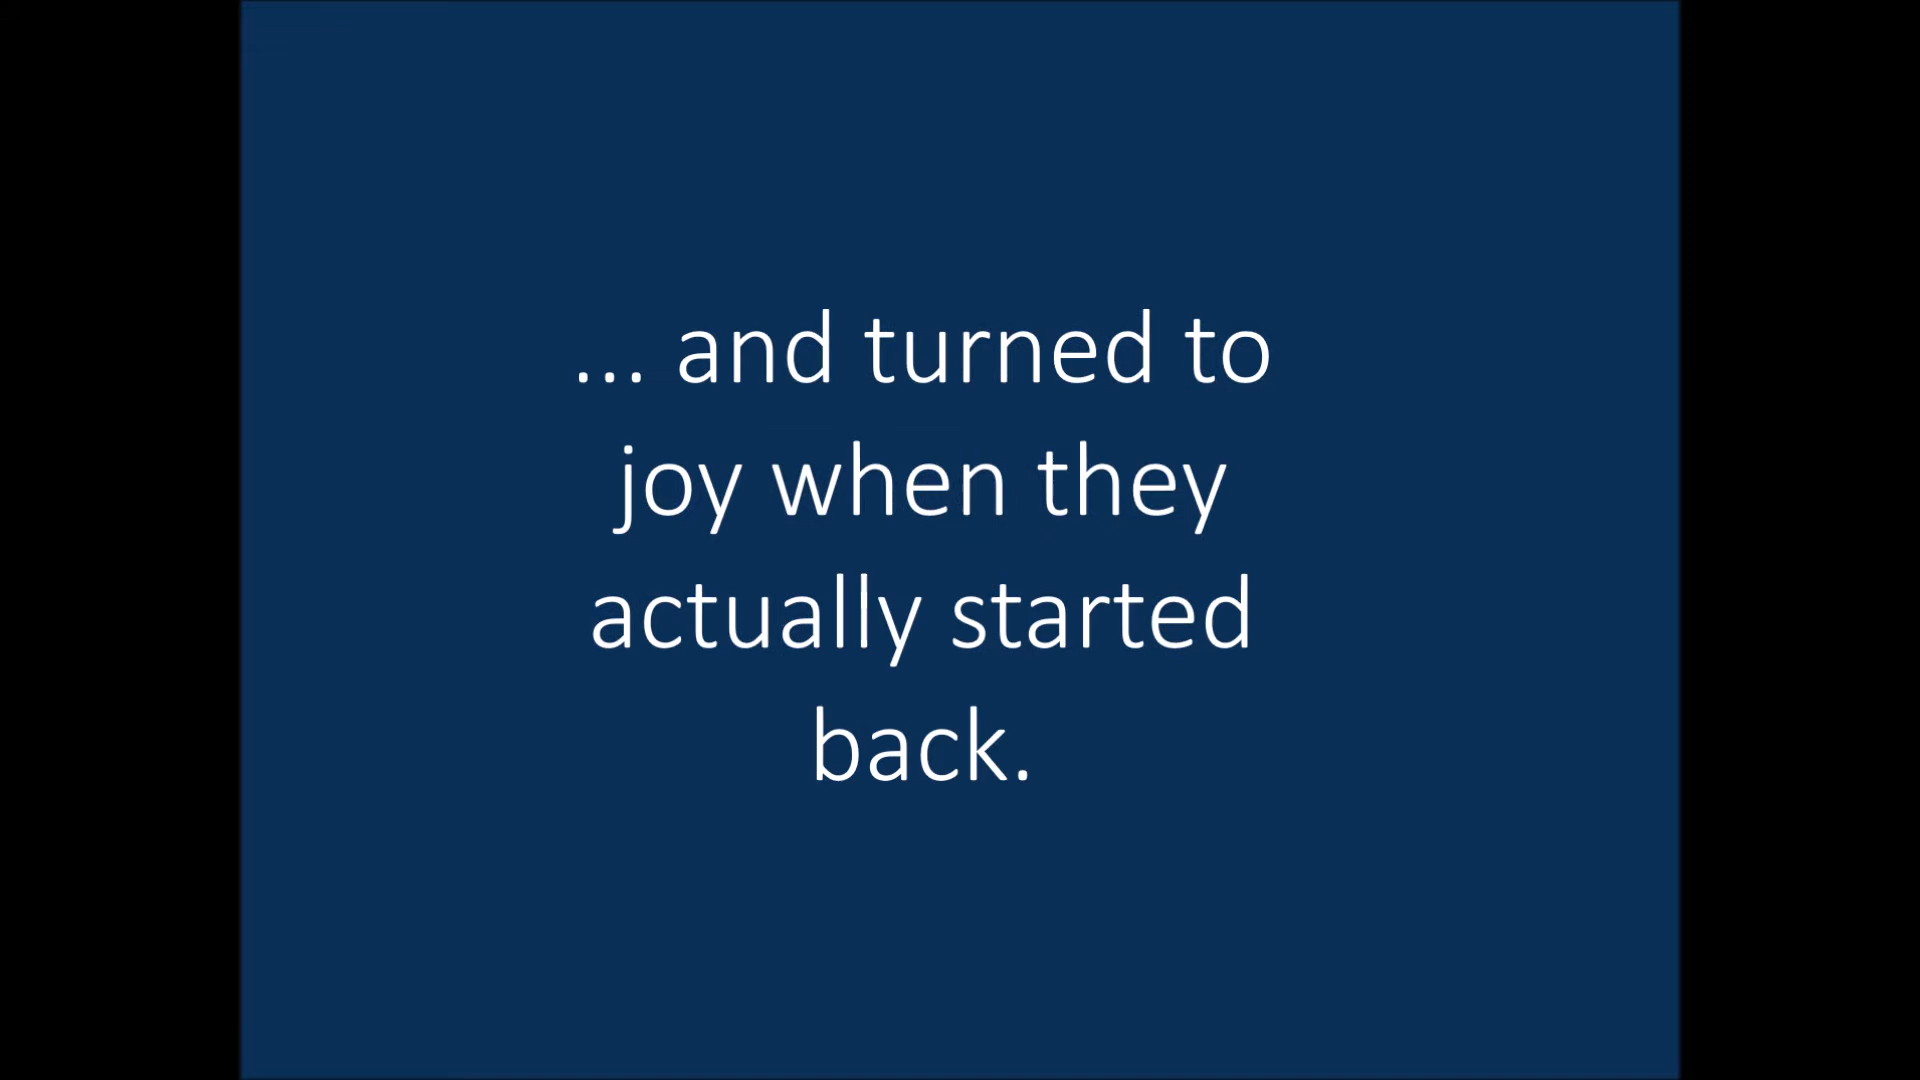 ... and turned to
joy when they
actually started
back.